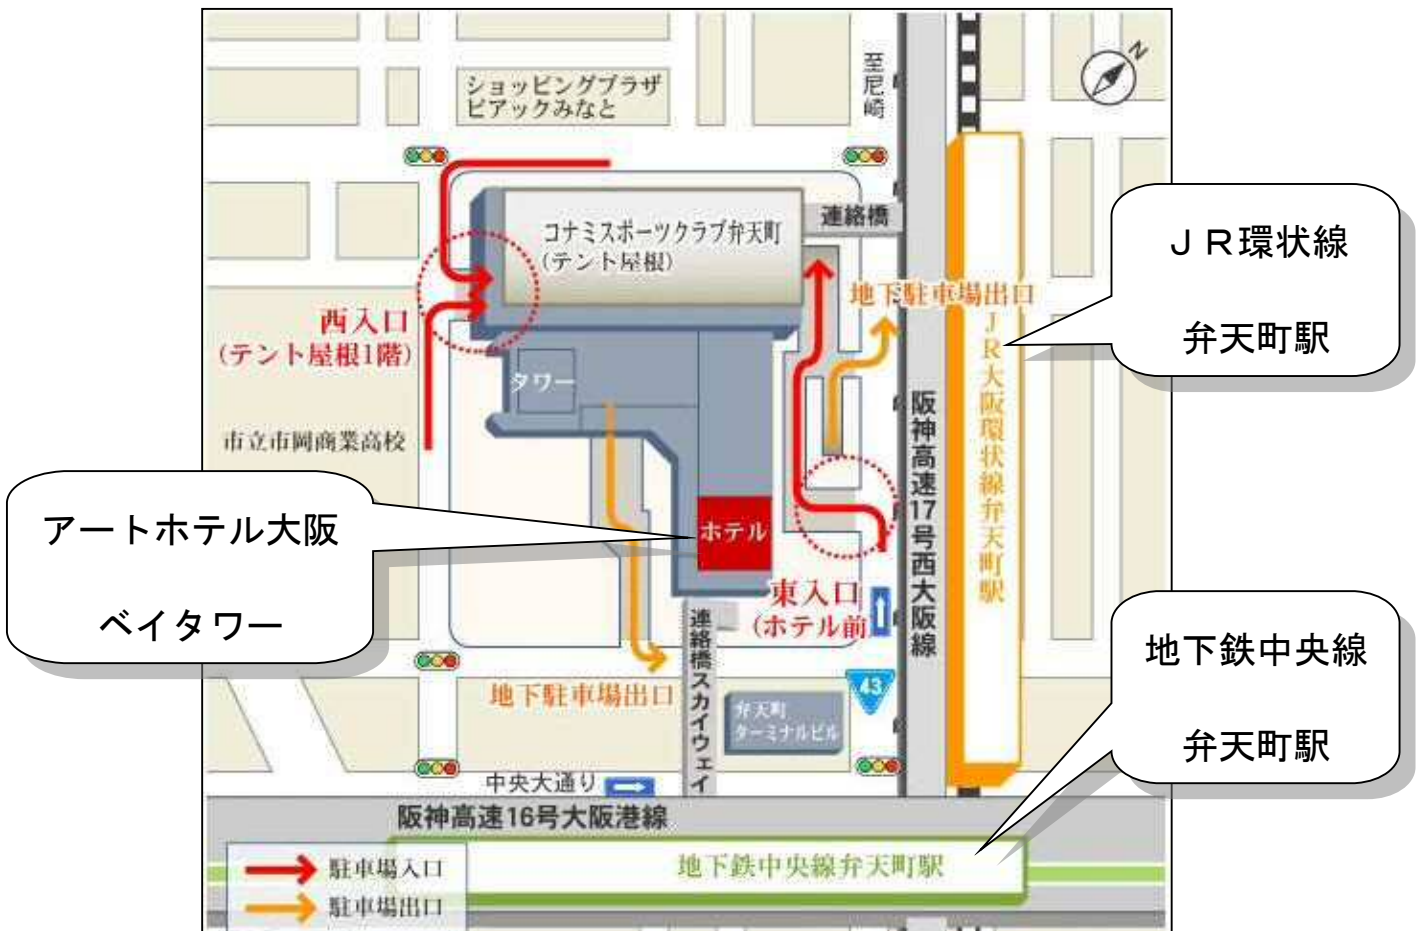 ショッピングプラザ
ピアックみなと
至尼崎
N
連絡橋
コナミスポーツクラブ弁天町
(テント屋根)
地下駐車場出口
ＪＲ環状線
弁天町駅
西入口
(テント屋根1階)
タワー
市立市岡商業高校
阪神高速17号西大阪線
JR大阪環状線弁天町駅
アートホテル大阪
ベイタワー
ホテル
東入口
(ホテル前
連絡橋スカイウェイ
地下駐車場出口
43
弁天町
ターミナルビル
地下鉄中央線
弁天町駅
中央大通り
阪神高速16号大阪港線
地下鉄中央線弁天町駅
駐車場入口
駐車場出口